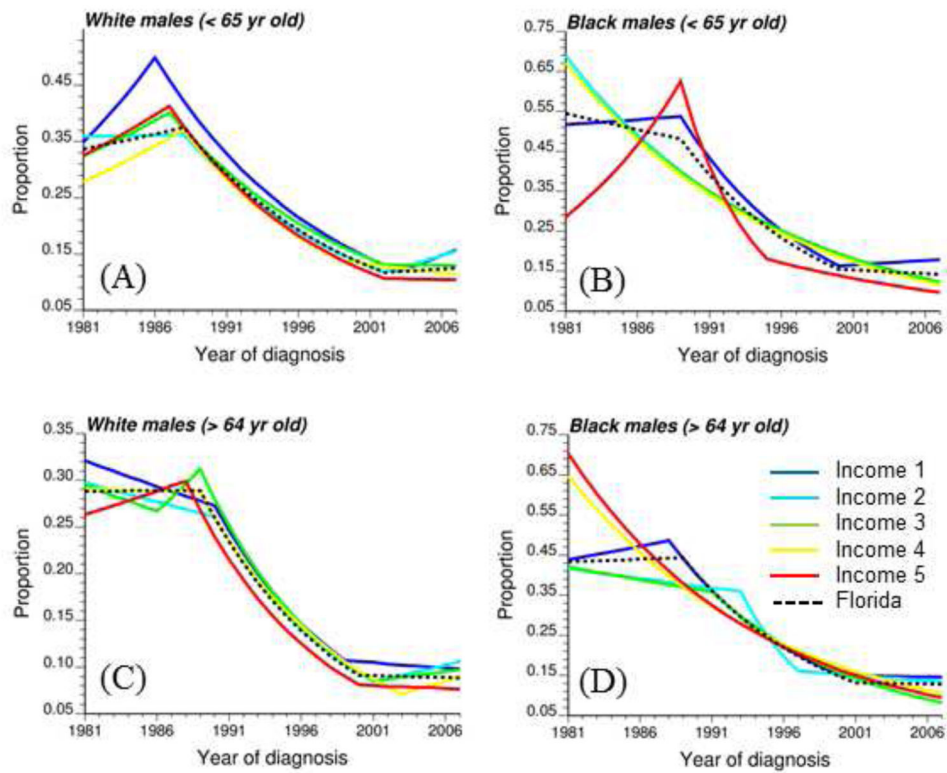 White males (< 65 yr old)
0.45
0.35
0.25
0.15
0.05
Proportion
(A)
1981 1986 1991 1996 2001 2006
Year of diagnosis
Black males (< 65 yr old)
0.75
0.65
0.55
0.45
0.35
0.25
0.15
0.05
Proportion
(B)
1981 1986 1991 1996 2001 2006
Year of diagnosis
White males (> 64 yr old)
0.35
0.30
0.25
0.20
0.15
0.10
0.05
Proportion
(C)
1981 1986 1991 1996 2001 2006
Year of diagnosis
Black males (> 64 yr old)
0.75
0.65
0.55
0.45
0.35
0.25
0.15
0.05
Proportion
(D)
Income 1
Income 2
Income 3
Income 4
Income 5
Florida
1981 1986 1991 1996 2001 2006
Year of diagnosis